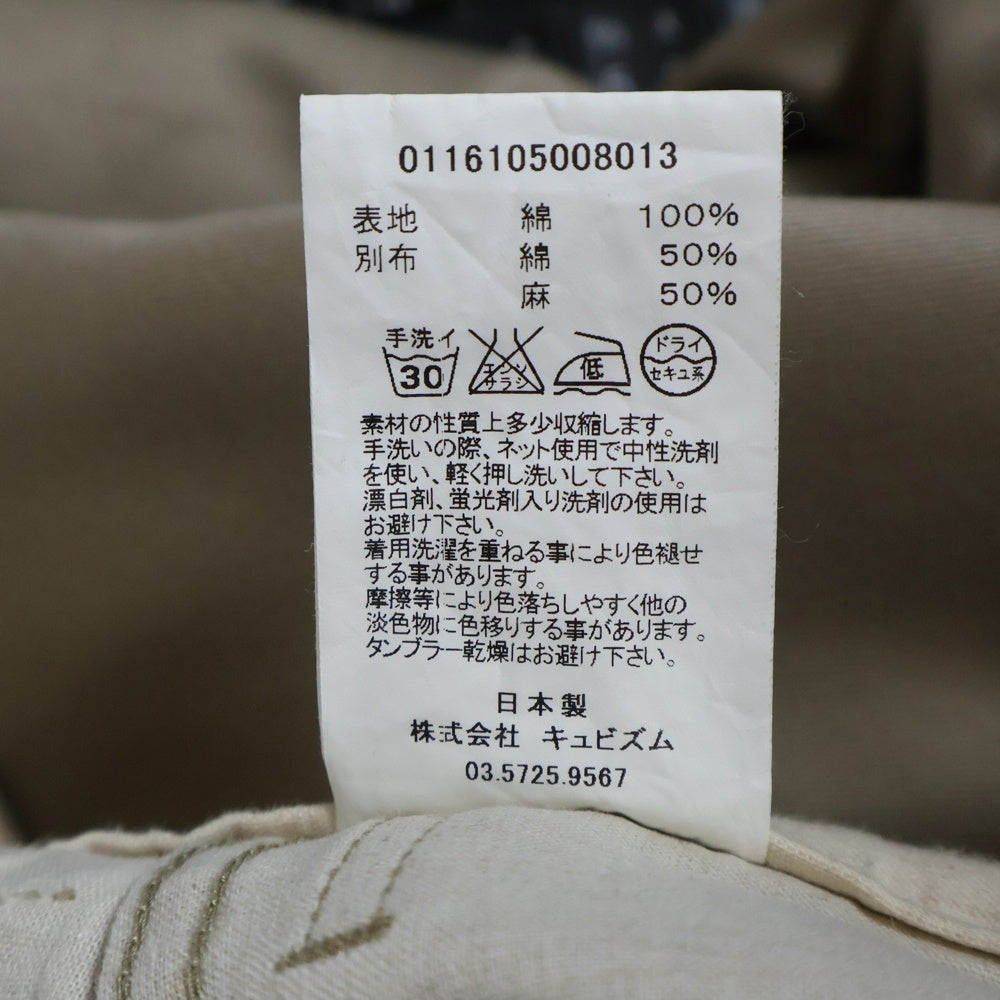 0116105008013
表地 綿 100%
別布 綿 50%
麻 50%
手洗イ
30
エンソ
サラシ
低
ドライ
セキユ系
素材の性質上多少収縮します。
手洗いの際、ネット使用で中性洗剤
を使い、軽く押し洗いして下さい。
漂白剤、蛍光剤入り洗剤の使用は
お避け下さい。
着用洗濯を重ねる事により色褪せ
する事があります。
摩擦等により色落ちしやすく他の
淡色物に色移りする事があります。
タンブラー乾燥はお避け下さい。
日本製
株式会社 キュビズム
03.5725.9567